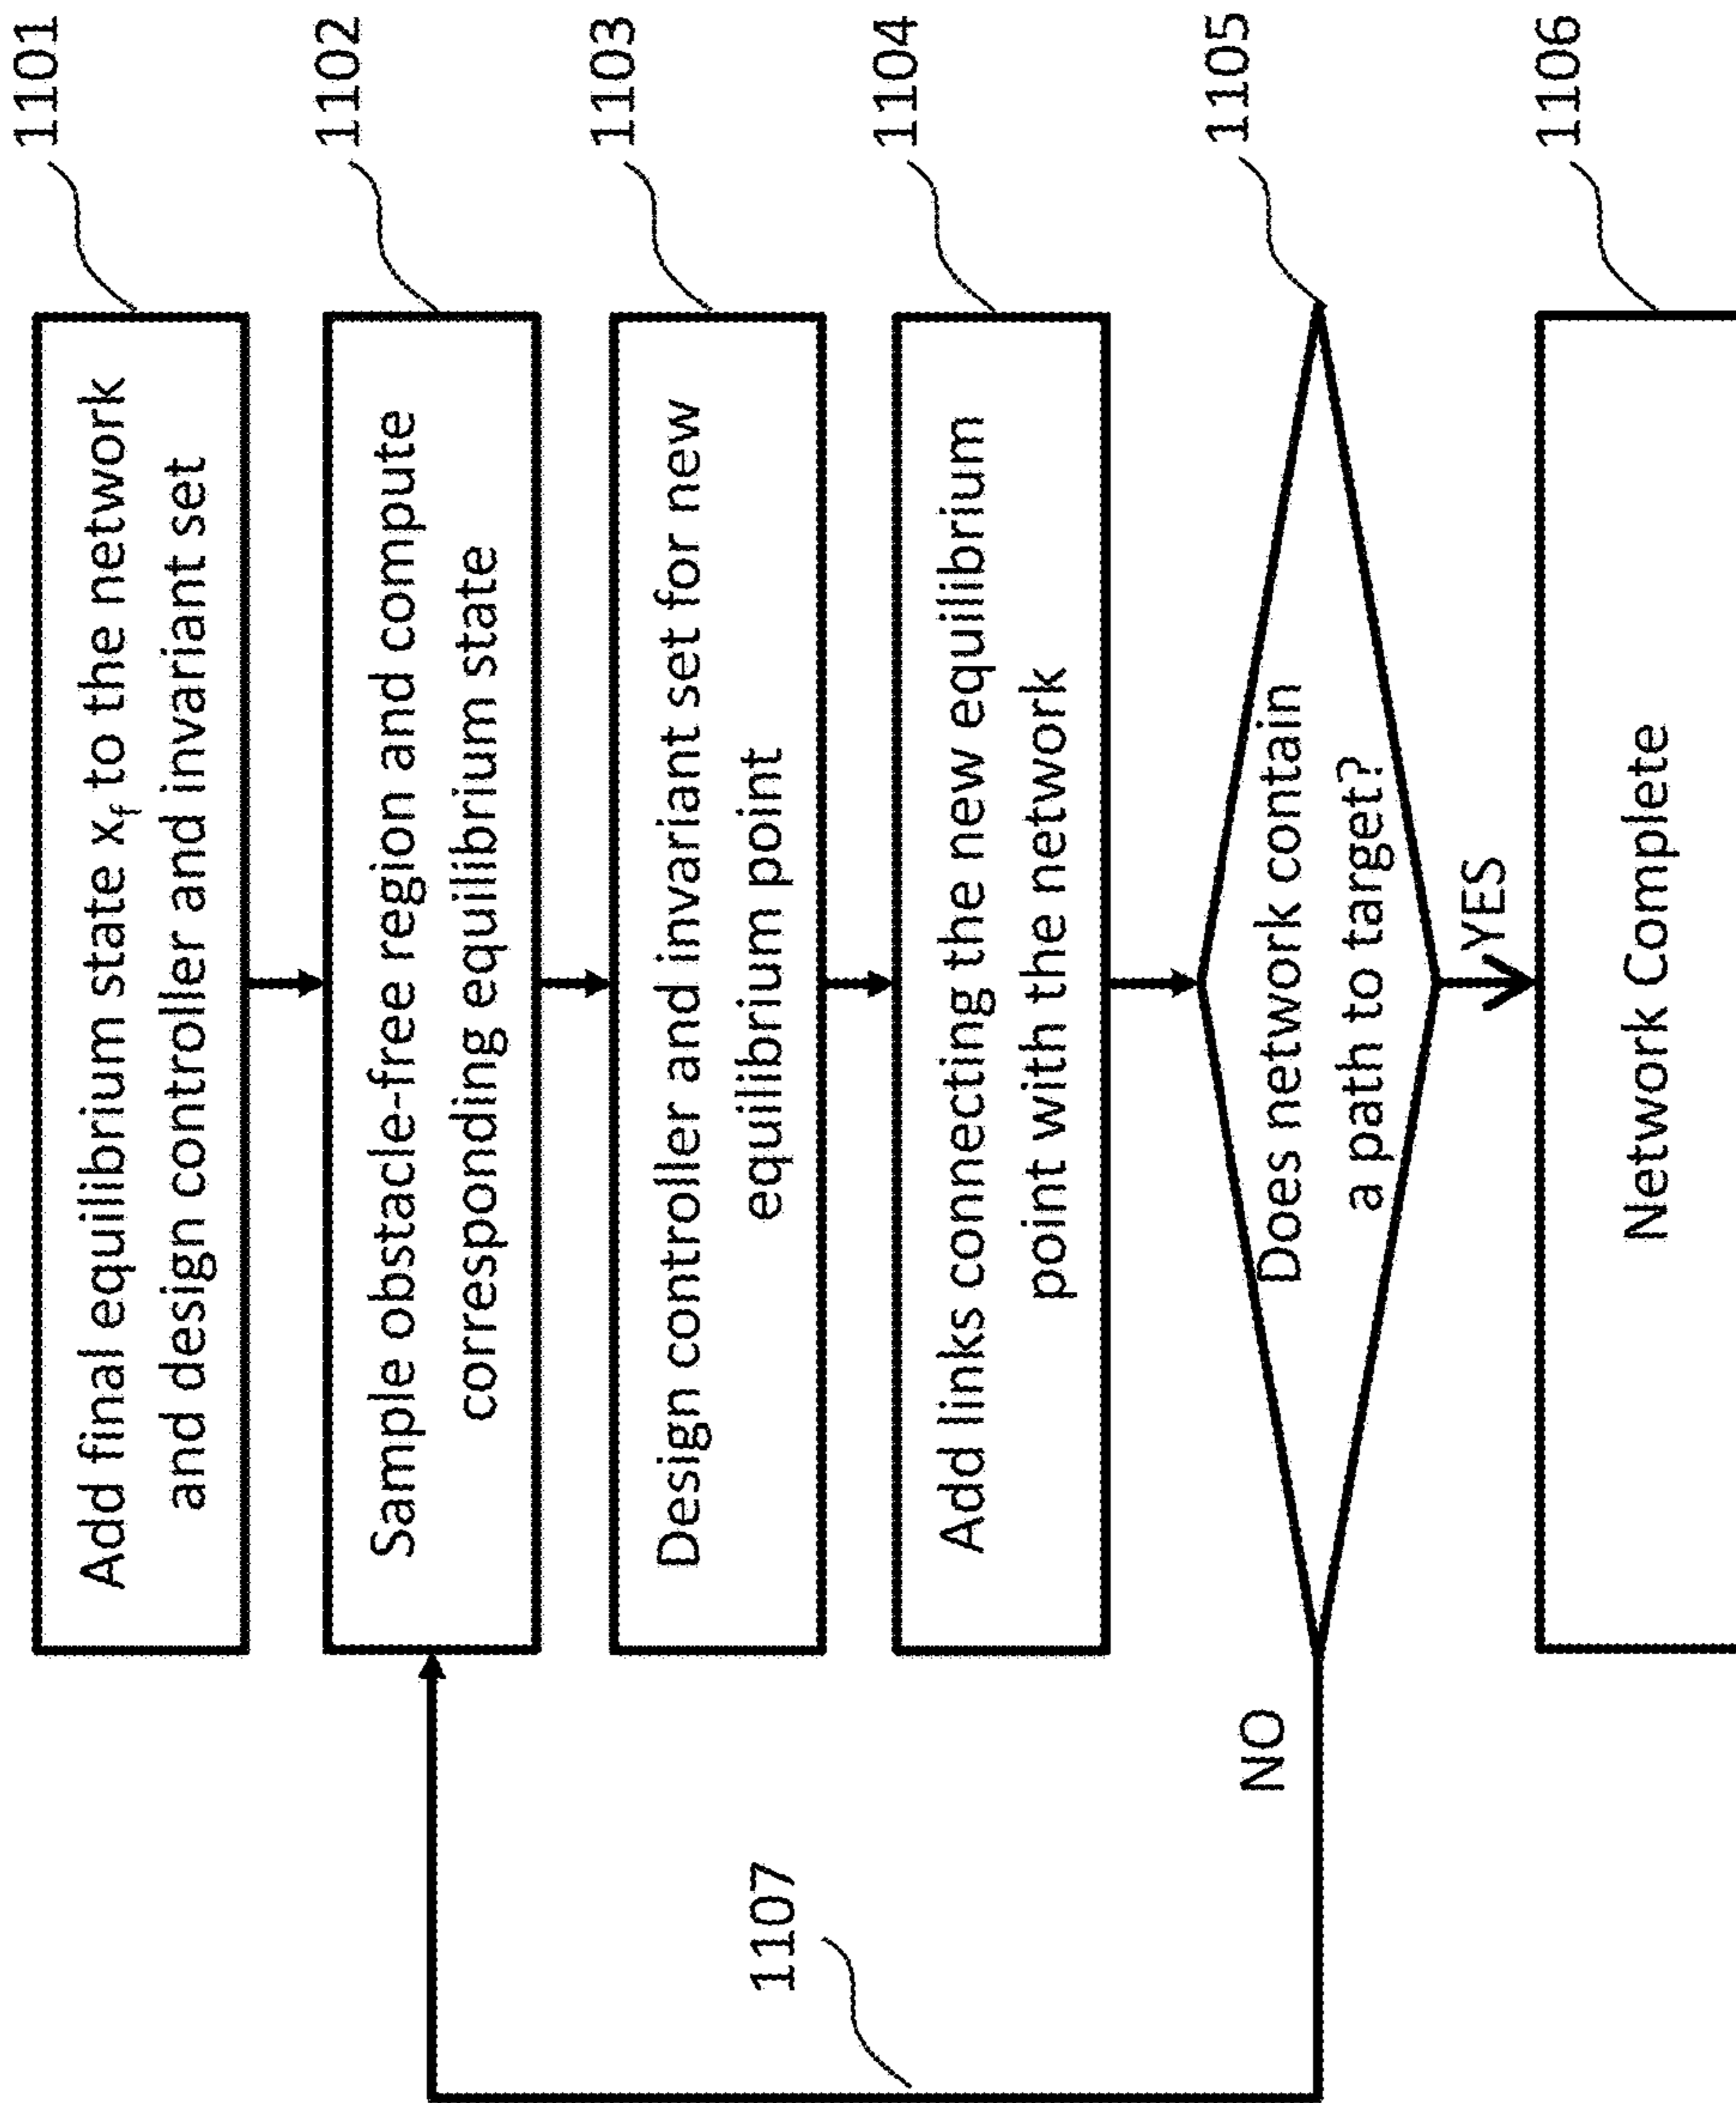 Add final equilibrium state x_f to the network
and design controller and invariant set
1101
Sample obstacle-free region and compute
corresponding equilibrium state
1102
Design controller and invariant set for new
equilibrium point
1103
Add links connecting the new equilibrium
point with the network
1104
1107
NO
Does network contain
a path to target?
1105
YES
Network Complete
1106